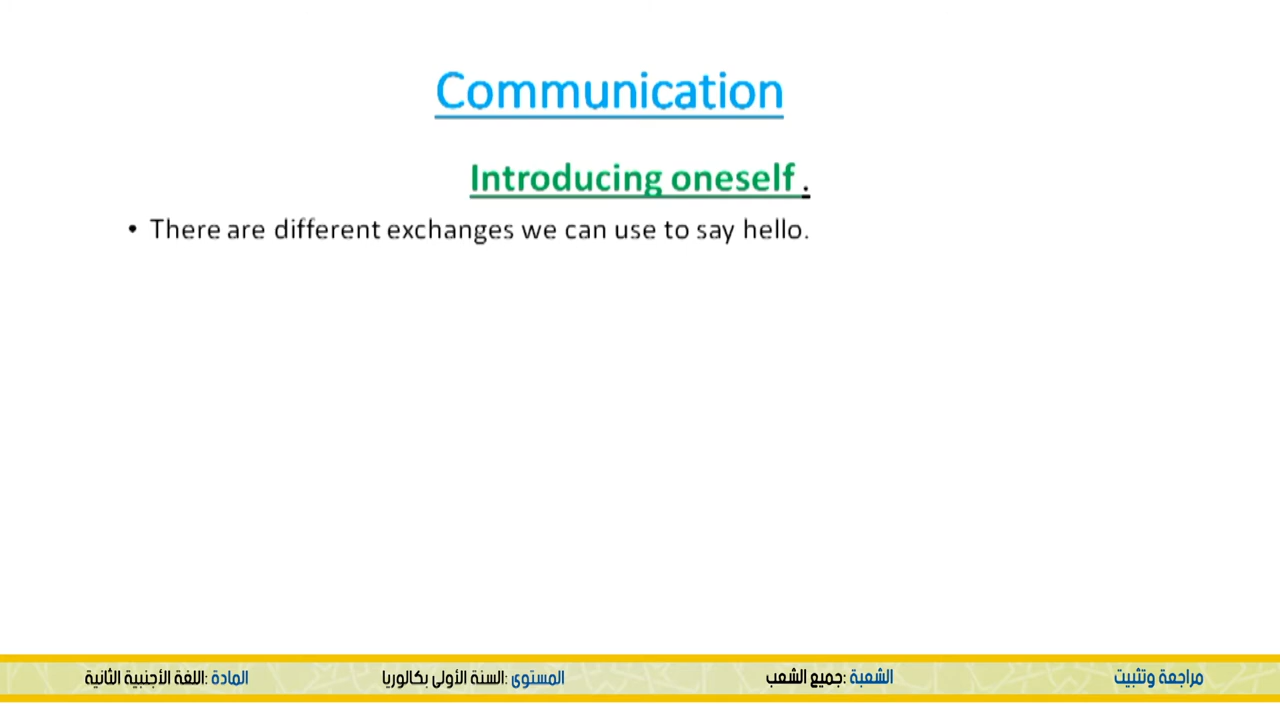 Communication
Introducing oneself .
• There are different exchanges we can use to say hello.
مراجعة وتثبيت
الشعبة :جميع الشعب
المستوى :السنة الأولى بكالوريا
المادة :اللغة الأجنبية الثانية